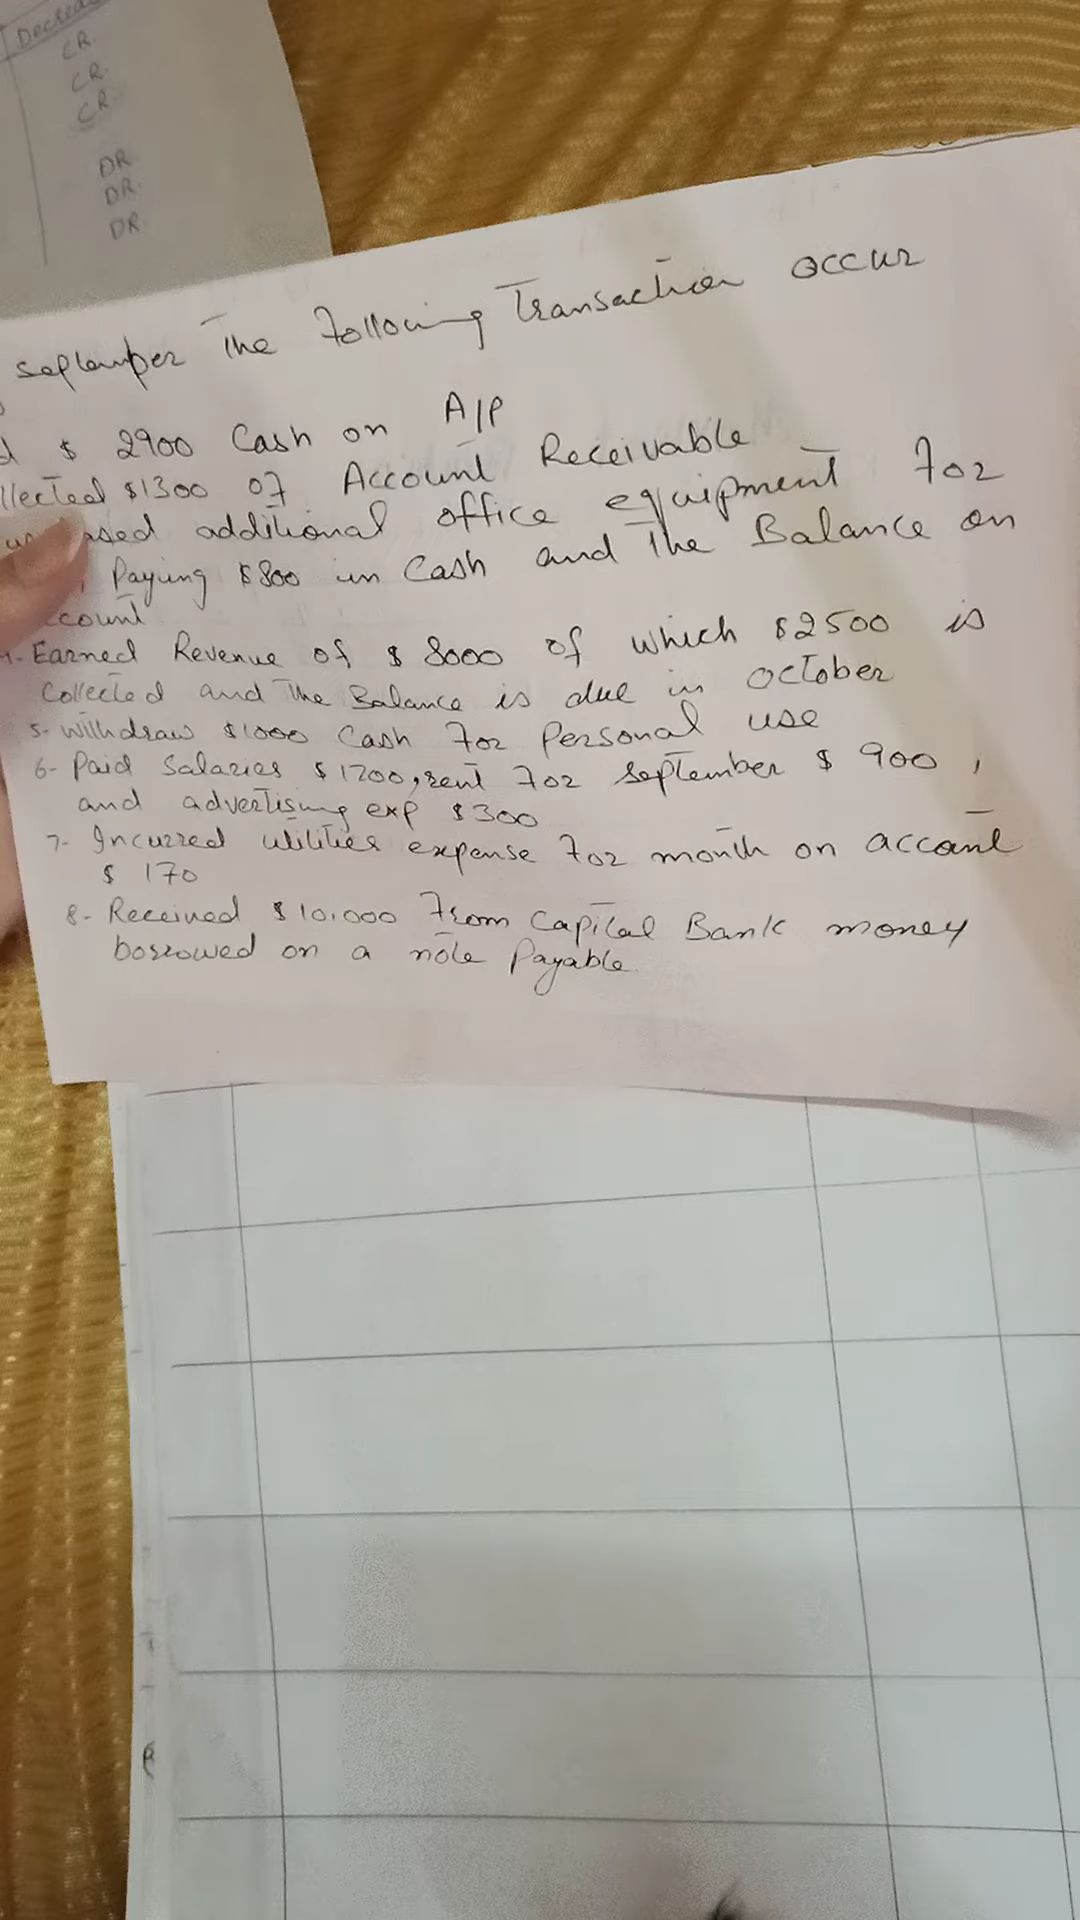 CR.
CR.
CR.
DR
DR.
DR
september The Following Transaction occur
$ 2900 Cash on A/P
llected $1300 of Account Receivable
ased additional office equipment for
, Paying $800 in Cash and the Balance on
ccount
4- Earned Revenue of $ 8000 of which $2500 is
Collected and The Balance is due in October
5- Withdraw $1000 Cash For Personal use
6- Paid Salaries $1700, rent For September $ 900,
and advertising exp $300
7- Incurred utilities expense For month on account
$ 170
8- Received $10,000 From Capital Bank money
borrowed on a note Payable.